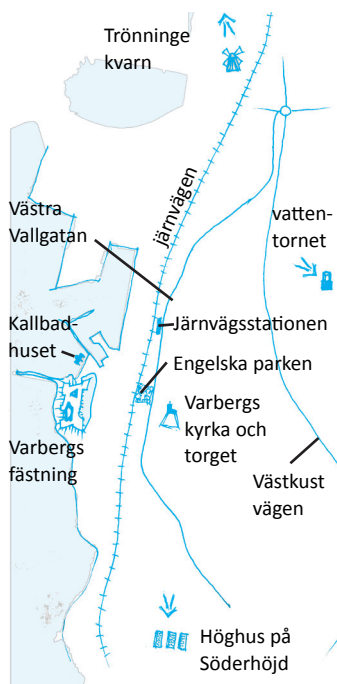 Trönninge
kvarn
järnvägen
Västra
Vallgatan
vatten-
tornet
Järnvägsstationen
Kallbad-
huset
Engelska parken
Varbergs
kyrka och
torget
Varbergs
fästning
Västkust
vägen
Höghus på
Söderhöjd